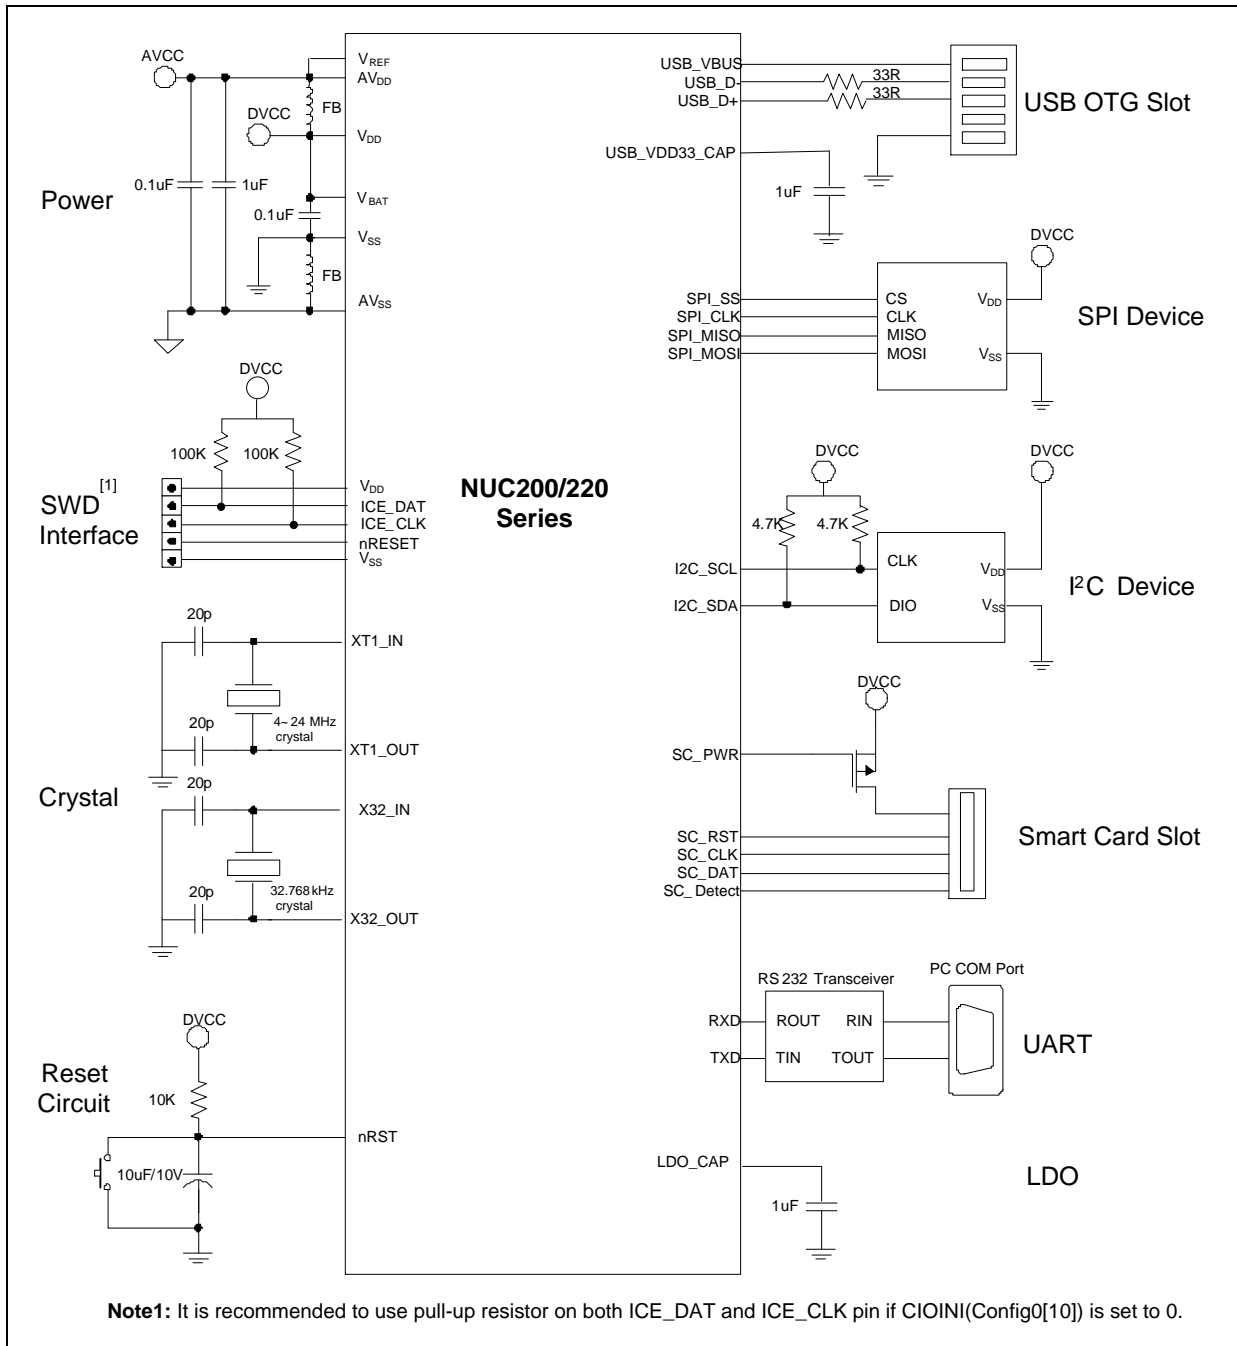 AVCC
VREF
AVDD
FB
DVCC
VDD
0.1uF
1uF
VBAT
0.1uF
VSS
FB
AVSS
Power
DVCC
100K
100K
SWD[1]
Interface
VDD
ICE_DAT
ICE_CLK
nRESET
VSS
20p
XT1_IN
4~24 MHz
crystal
20p
XT1_OUT
Crystal
20p
X32_IN
32.768kHz
crystal
20p
X32_OUT
DVCC
Reset
Circuit
10K
nRST
10uF/10V
NUC200/220
Series
USB_VBUS
USB_D-
33R
USB_D+
33R
USB OTG Slot
USB_VDD33_CAP
1uF
DVCC
SPI_SS
CS
VDD
SPI_CLK
CLK
SPI_MISO
MISO
SPI_MOSI
MOSI
VSS
SPI Device
DVCC
DVCC
4.7K
4.7K
I2C_SCL
CLK
VDD
I2C_SDA
DIO
VSS
I2C Device
DVCC
SC_PWR
SC_RST
SC_CLK
SC_DAT
SC_Detect
Smart Card Slot
RS232 Transceiver
PC COM Port
RXD
ROUT
RIN
TXD
TIN
TOUT
UART
LDO_CAP
1uF
LDO
Note1: It is recommended to use pull-up resistor on both ICE_DAT and ICE_CLK pin if CIOINI(Config0[10]) is set to 0.